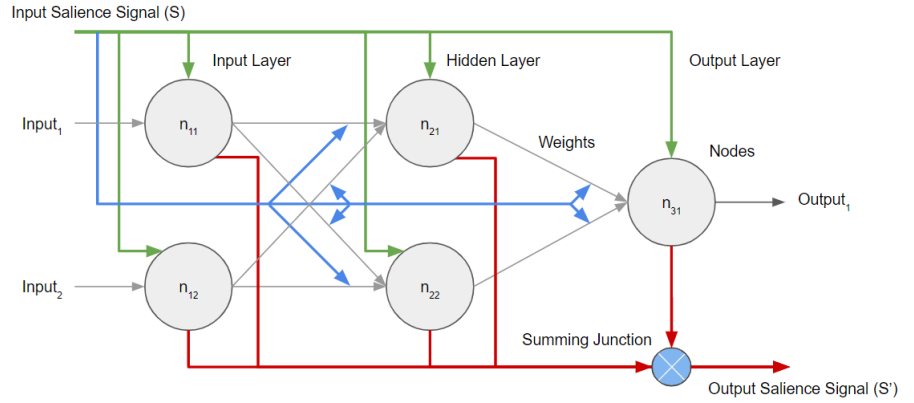 Input Salience Signal (S)
Input Layer
Hidden Layer
Output Layer
Input₁
n₁₁
n₂₁
Weights
Nodes
n₃₁
Output₁
Input₂
n₁₂
n₂₂
Summing Junction
Output Salience Signal (S’)